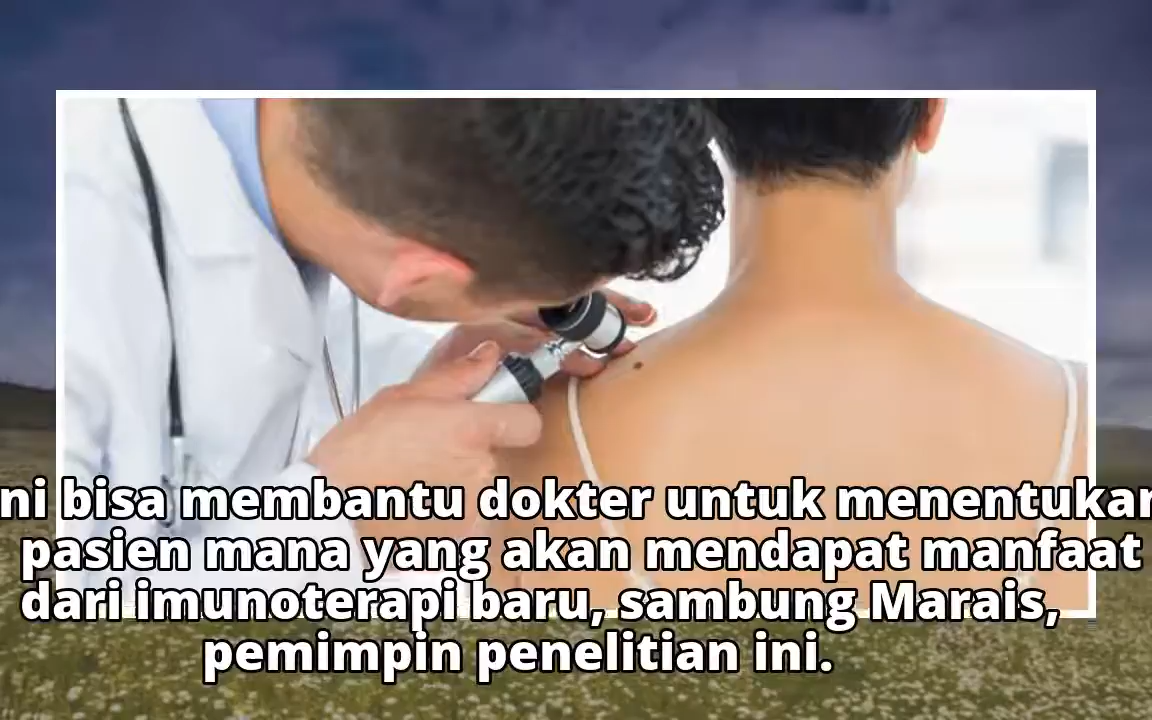 ni bisa membantu dokter untuk menentukan
pasien mana yang akan mendapat manfaat
dari imunoterapi baru, sambung Marais,
pemimpin penelitian ini.